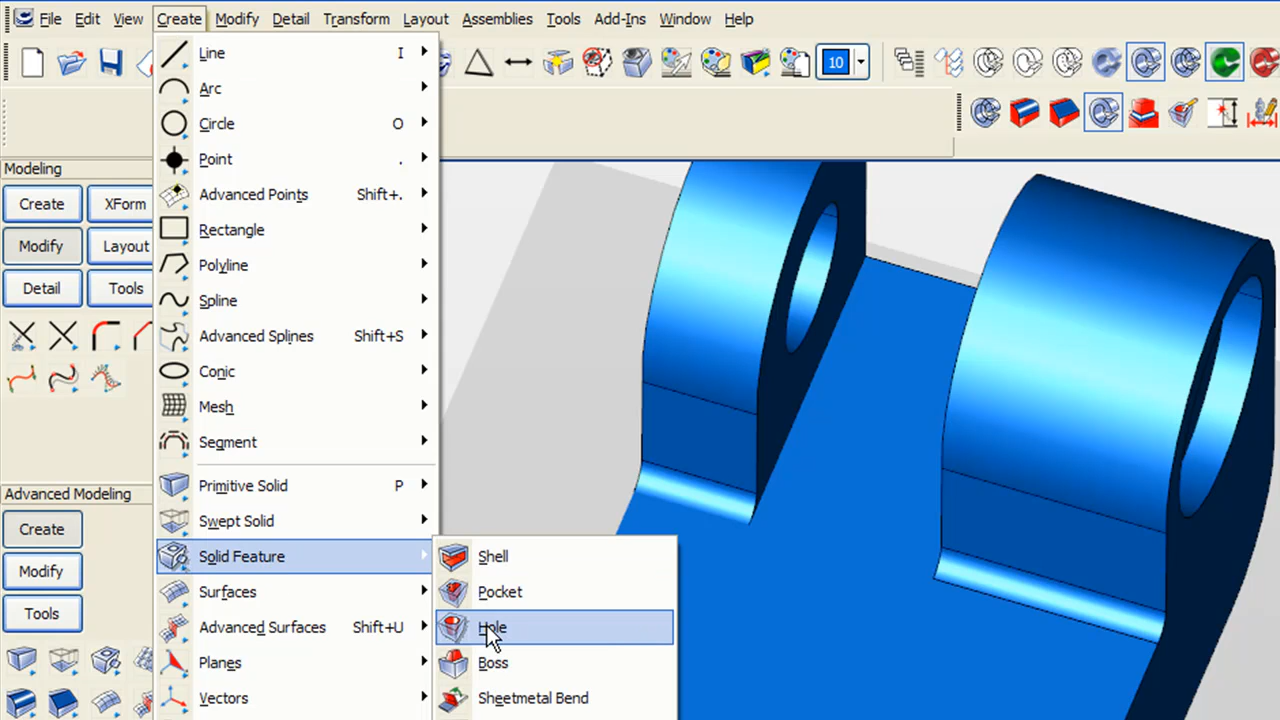 File Edit View Create Modify Detail Transform Layout Assemblies Tools Add-Ins Window Help
10
Line I
Arc
Circle O
Point .
Advanced Points Shift+.
Rectangle
Polyline
Spline
Advanced Splines Shift+S
Conic
Mesh
Segment
Primitive Solid P
Swept Solid
Solid Feature
Surfaces
Advanced Surfaces Shift+U
Planes
Vectors
Shell
Pocket
Hole
Boss
Sheetmetal Bend
Modeling
Create XForm
Modify Layout
Detail Tools
Advanced Modeling
Create
Modify
Tools